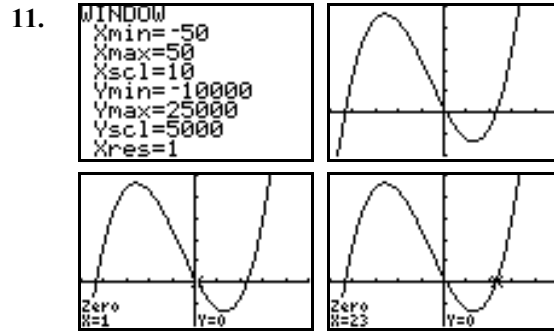 11.
WINDOW
Xmin=-50
Xmax=50
Xscl=10
Ymin=-10000
Ymax=25000
Yscl=5000
Xres=1
Zero
X=1 Y=0
Zero
X=23 Y=0